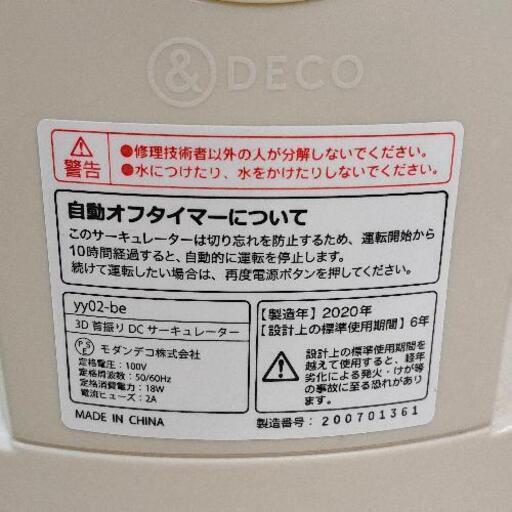 & DECO
警告
●修理技術者以外の人が分解しないでください。
●水につけたり、水をかけたりしないでください。
自動オフタイマーについて
このサーキュレーターは切り忘れを防止するため、運転開始から
10時間経過すると、自動的に運転を停止します。
続けて運転したい場合は、再度電源ボタンを押してください。
yy02-be
3D 首振り DC サーキュレーター
PSE モダンデコ株式会社
定格電圧：100V
定格周波数：50/60Hz
定格消費電力：18W
電流ヒューズ：2A
MADE IN CHINA
【製造年】2020年
【設計上の標準使用期間】6年
設計上の標準使用期間を
越えて使用すると、経年
劣化による発火・けが等
の事故に至る恐れがあり
ます。
製造番号：200701361